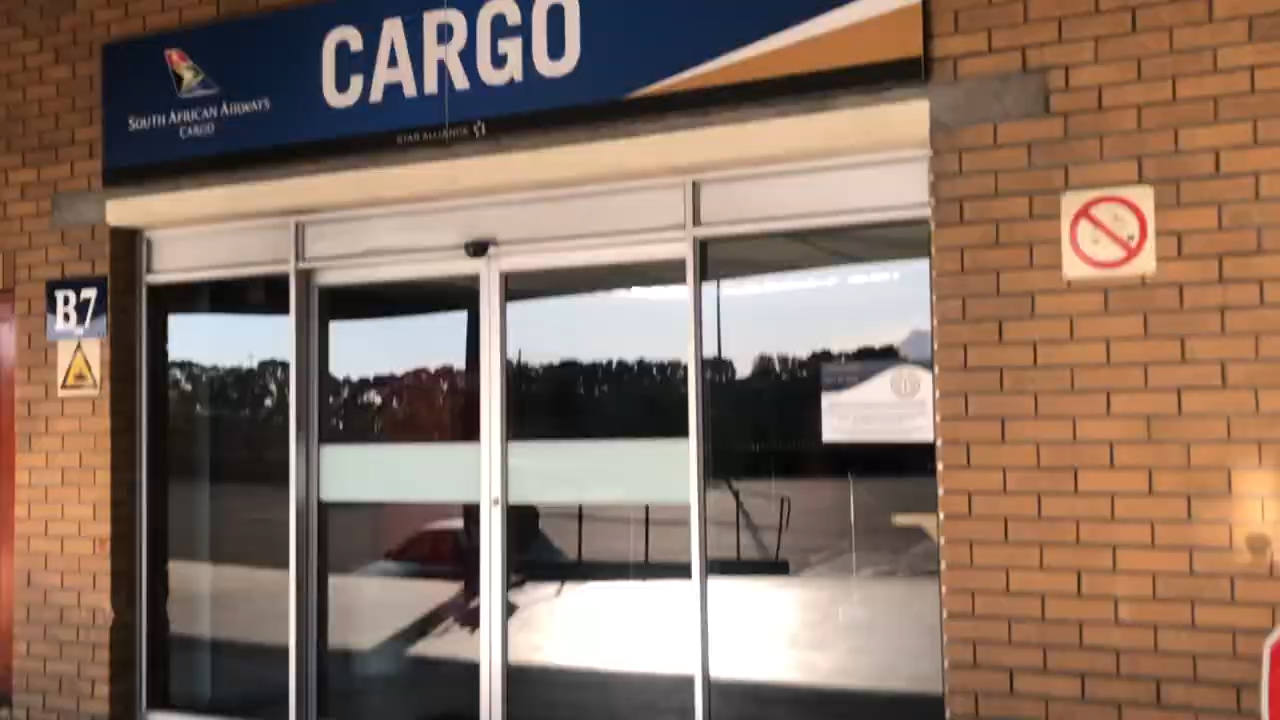 CARGO
SOUTH AFRICAN AIRWAYS
CARGO
STAR ALLIANCE
B7